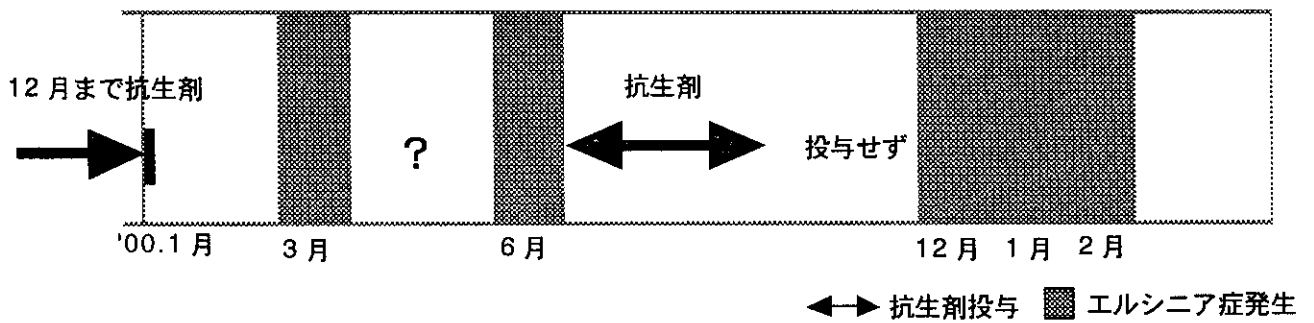 12月まで抗生剤
抗生剤
?
投与せず
'00.1月
3月
6月
12月
1月
2月
抗生剤投与
エルシニア症発生